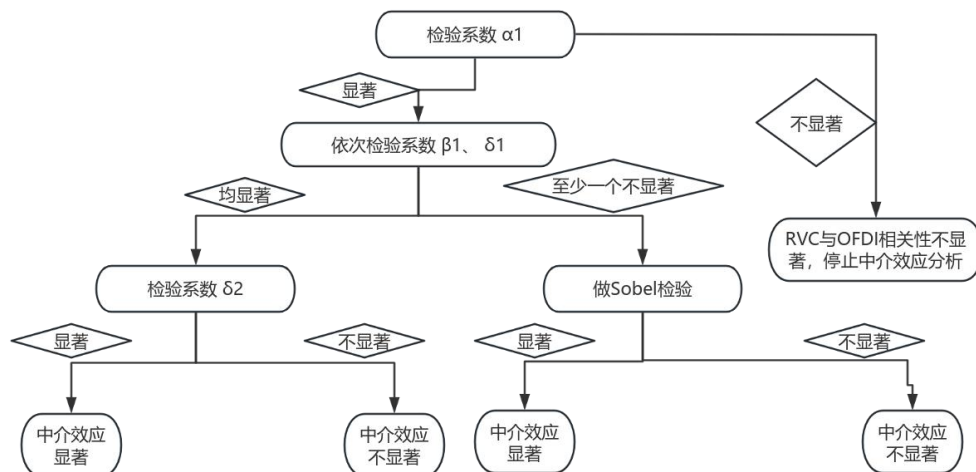 检验系数 α1
显著
不显著
依次检验系数 β1、 δ1
均显著
至少一个不显著
RVC与OFDI相关性不显
著，停止中介效应分析
检验系数 δ2
做Sobel检验
显著
不显著
显著
不显著
中介效应
显著
中介效应
不显著
中介效应
显著
中介效应
不显著